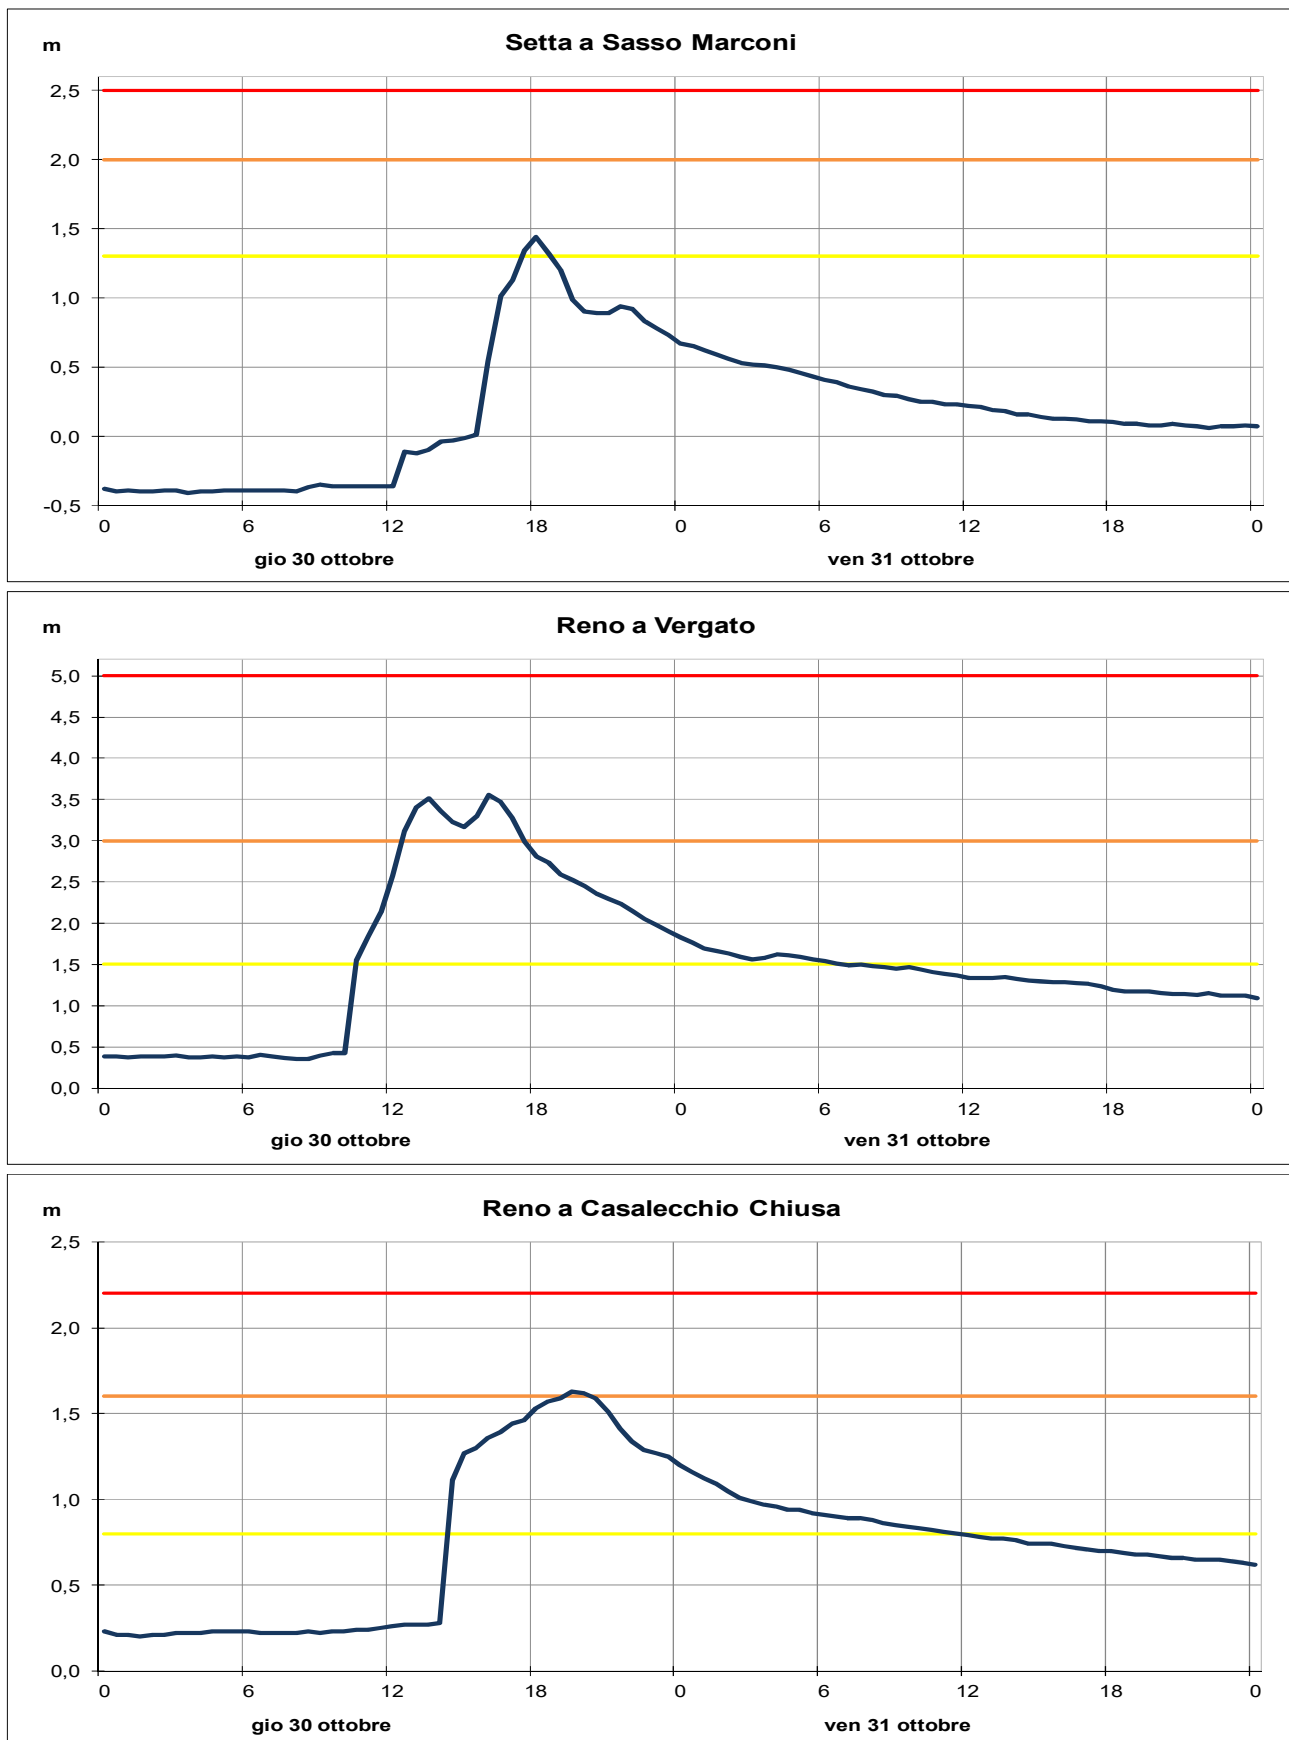 Setta a Sasso Marconi
m
2,5
2,0
1,5
1,0
0,5
0,0
-0,5
0 6 12 18 0 6 12 18 0
gio 30 ottobre ven 31 ottobre
Reno a Vergato
m
5,0
4,5
4,0
3,5
3,0
2,5
2,0
1,5
1,0
0,5
0,0
0 6 12 18 0 6 12 18 0
gio 30 ottobre ven 31 ottobre
Reno a Casalecchio Chiusa
m
2,5
2,0
1,5
1,0
0,5
0,0
0 6 12 18 0 6 12 18 0
gio 30 ottobre ven 31 ottobre